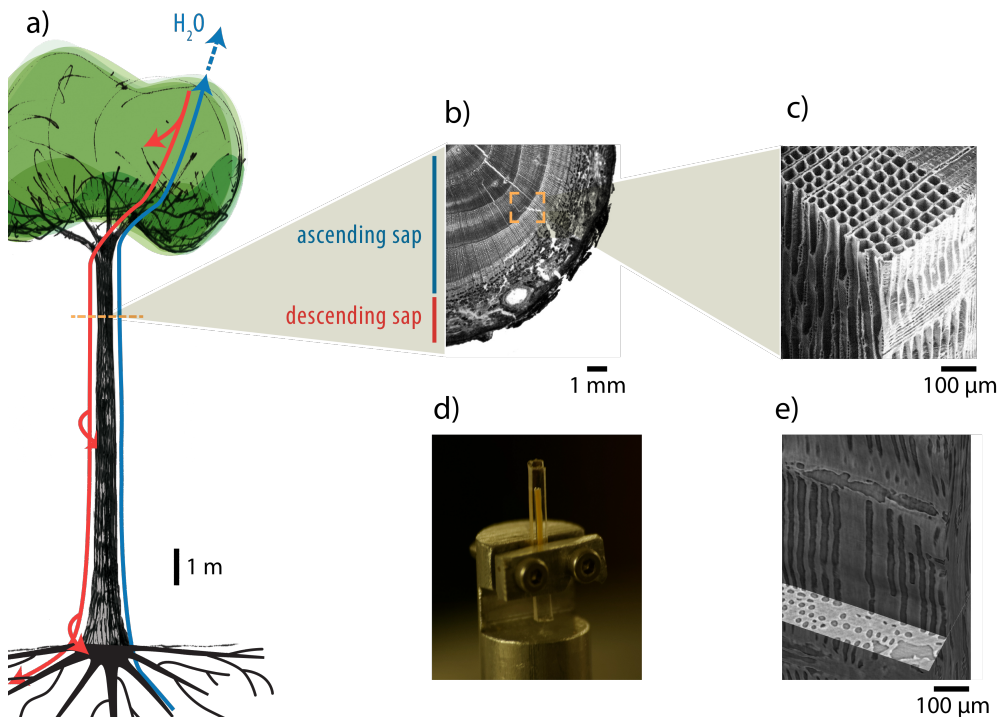 a)
H₂O
b)
c)
ascending sap
descending sap
1 mm
100 µm
d)
e)
1 m
100 µm